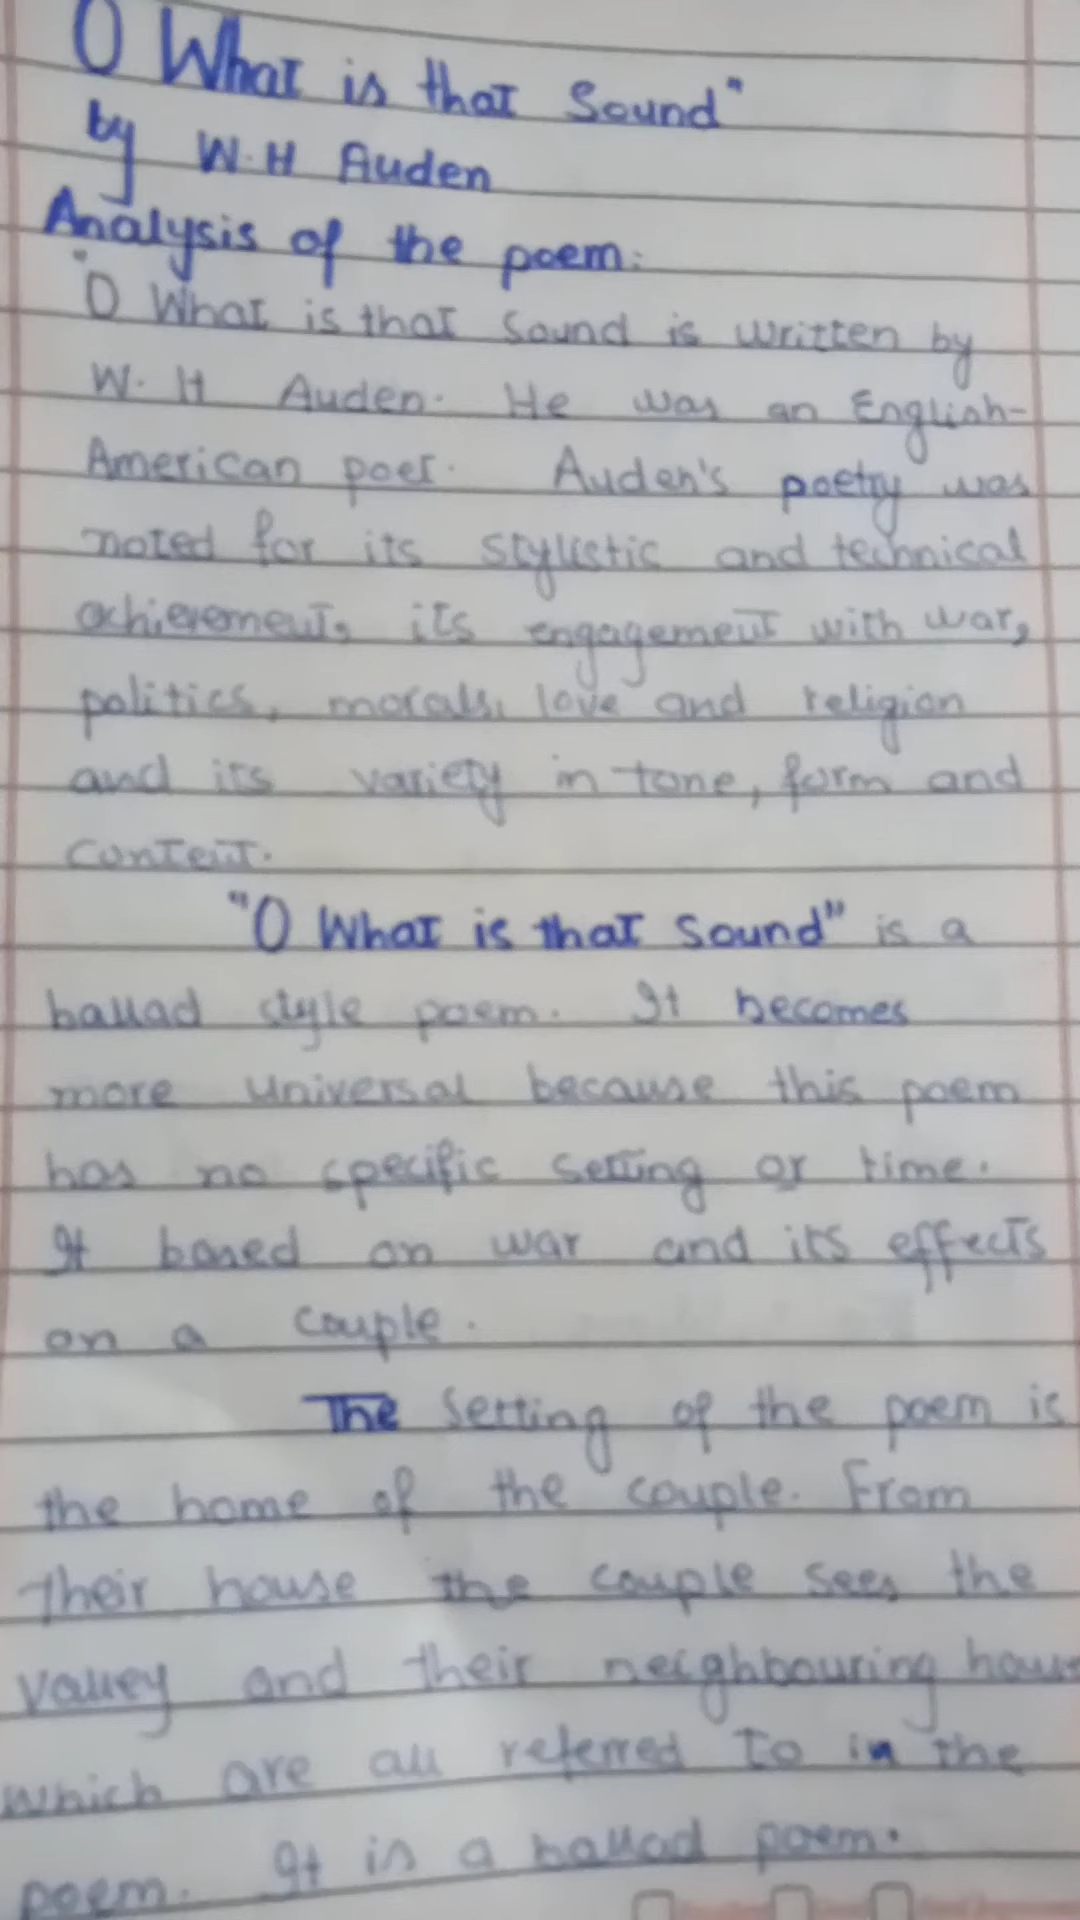 O What is that Sound"
by W.H Auden
Analysis of the poem:
"O What is that Sound is written by
W. H Auden. He was an English-
American poet. Auden's poetry was
noted for its stylistic and technical
achievement, its engagement with war,
politics, morals, love and religion
and its variety in tone, form and
content.
"O What is that Sound" is a
ballad style poem. It becomes
more universal because this poem
has no specific setting or time.
It based on war and its effects
on a couple.
The setting of the poem is
the home of the couple. From
their house the couple sees the
valley and their neighbouring hous
which are all referred to in the
poem. It is a ballad poem.